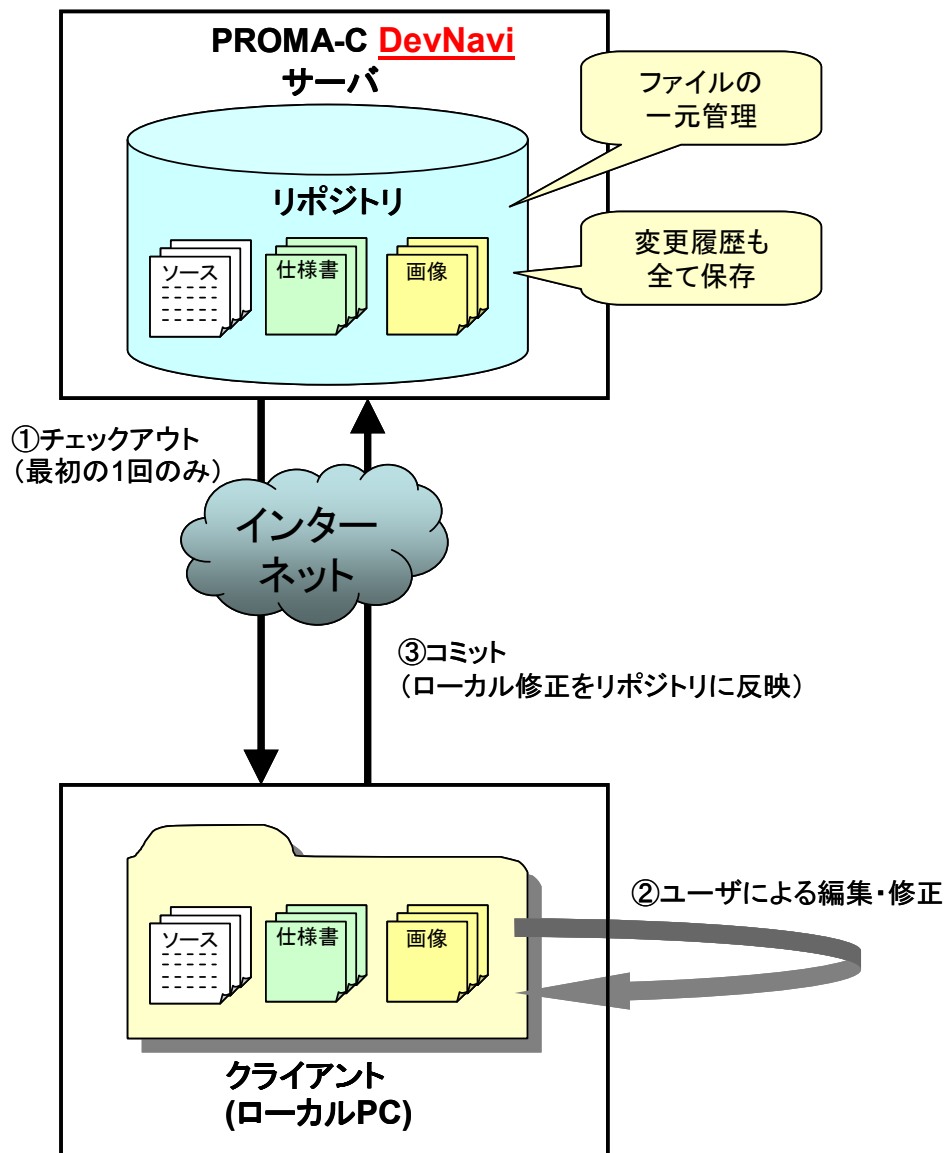 PROMA-C DevNavi
サーバ
ファイルの
一元管理
リポジトリ
ソース
仕様書
画像
変更履歴も
全て保存
①チェックアウト
（最初の1回のみ）
インター
ネット
③コミット
（ローカル修正をリポジトリに反映）
②ユーザによる編集・修正
ソース
仕様書
画像
クライアント
(ローカルPC)